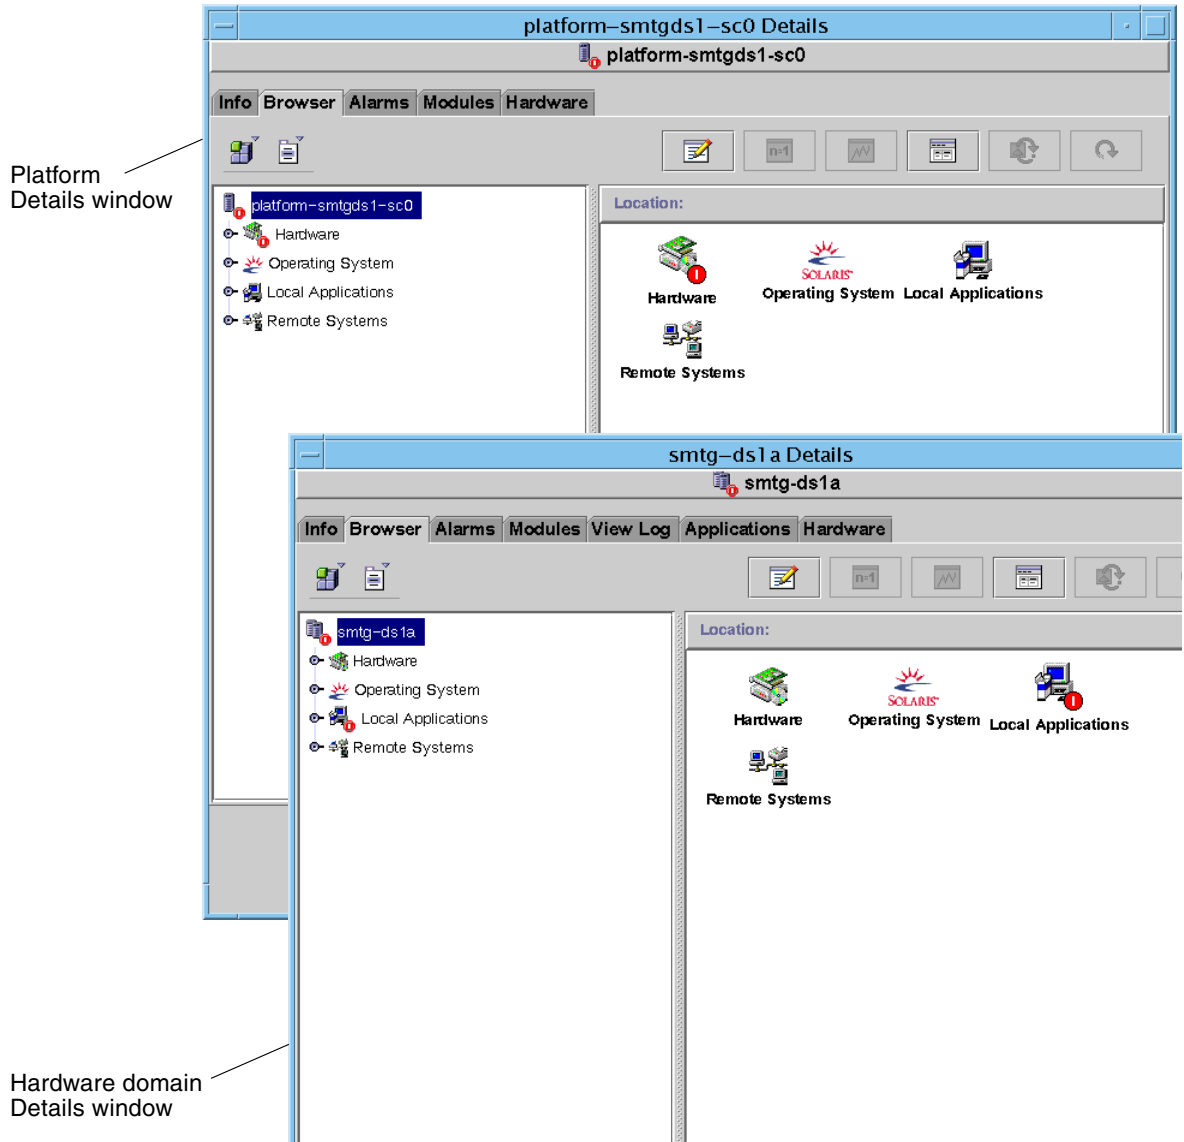 platform-smtgds1-sc0 Details
platform-smtgds1-sc0
Info Browser Alarms Modules Hardware
n=1
Platform
Details window
platform-smtgds1-sc0
Hardware
Operating System
Local Applications
Remote Systems
Location:
SOLARIS
Hardware Operating System Local Applications
Remote Systems
smtg-ds1a Details
smtg-ds1a
Info Browser Alarms Modules View Log Applications Hardware
n=1
smtg-ds1a
Hardware
Operating System
Local Applications
Remote Systems
Location:
SOLARIS
Hardware Operating System Local Applications
Remote Systems
Hardware domain
Details window